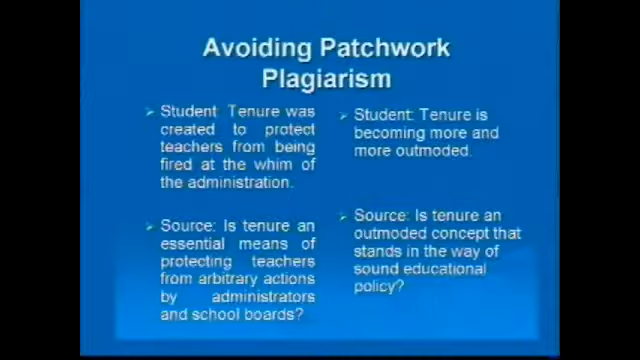 Avoiding Patchwork
Plagiarism
Student: Tenure was
created to protect
teachers from being
fired at the whim of
the administration.
Source: Is tenure an
essential means of
protecting teachers
from arbitrary actions
by administrators
and school boards?
Student: Tenure is
becoming more and
more outmoded.
Source: Is tenure an
outmoded concept that
stands in the way of
sound educational
policy?